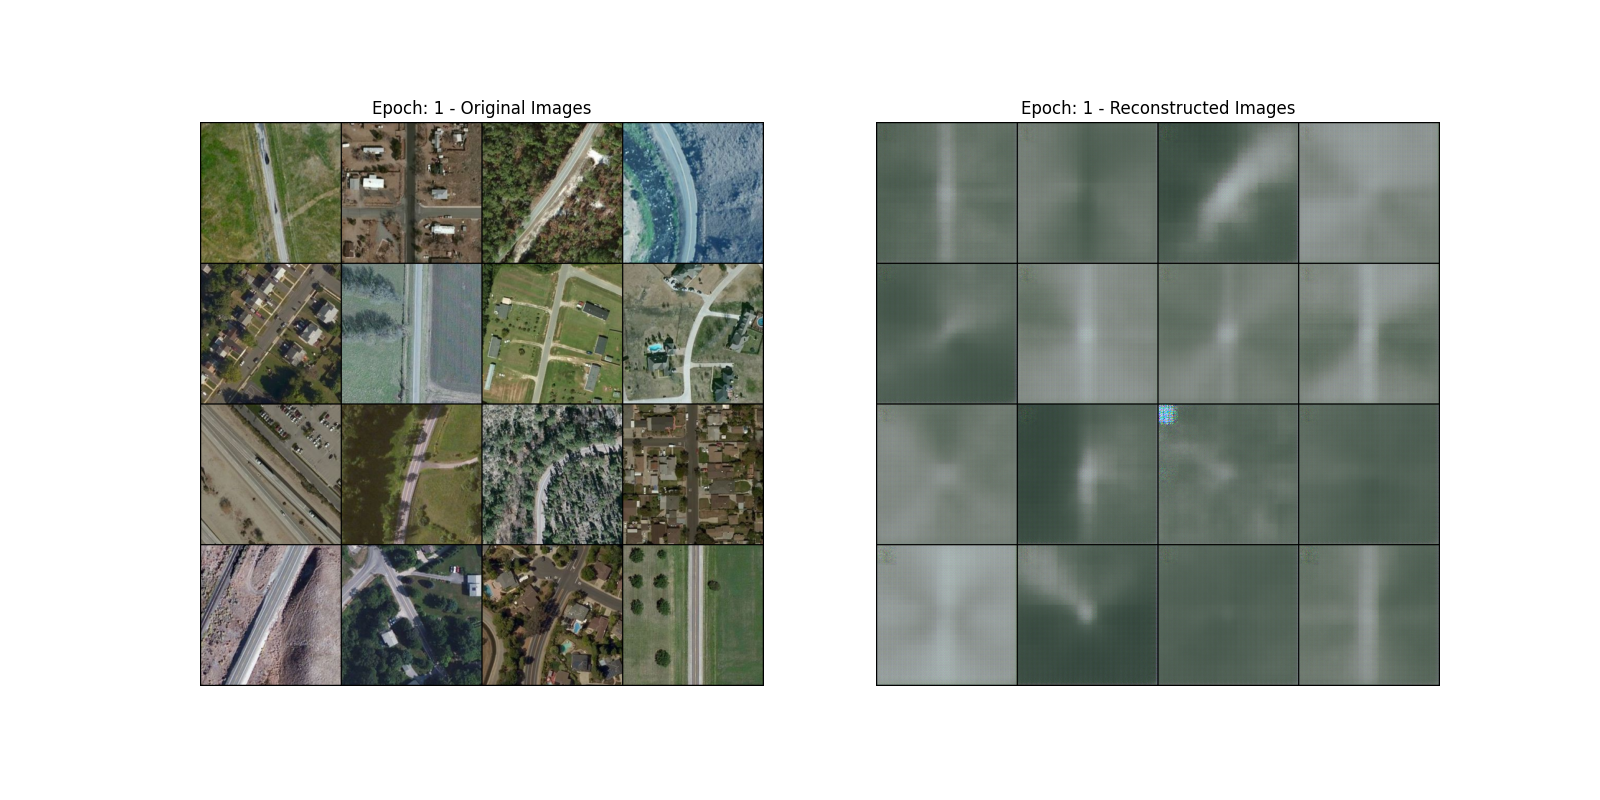 Epoch: 1 - Original Images
Epoch: 1 - Reconstructed Images